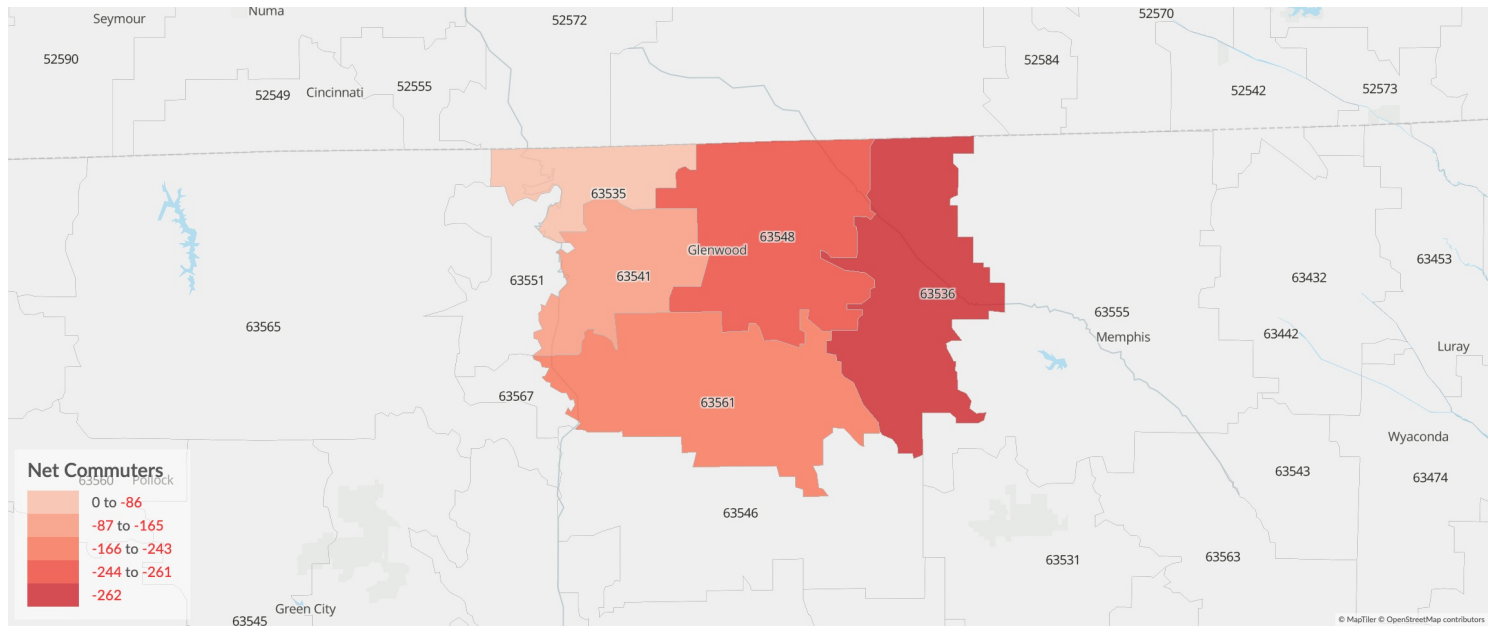 Seymour
Numa
52572
52570
52590
52584
52555
52542
52573
52549
Cincinnati
63535
63548
Glenwood
63453
63551
63541
63432
63536
63555
63565
Memphis
63442
Luray
63567
63561
Wyaconda
Net Commuters
63560 Pollock
0 to -86
-87 to -165
-166 to -243
-244 to -261
-262
63543
63474
63546
63531
63563
Green City
63545
© MapTiler © OpenStreetMap contributors